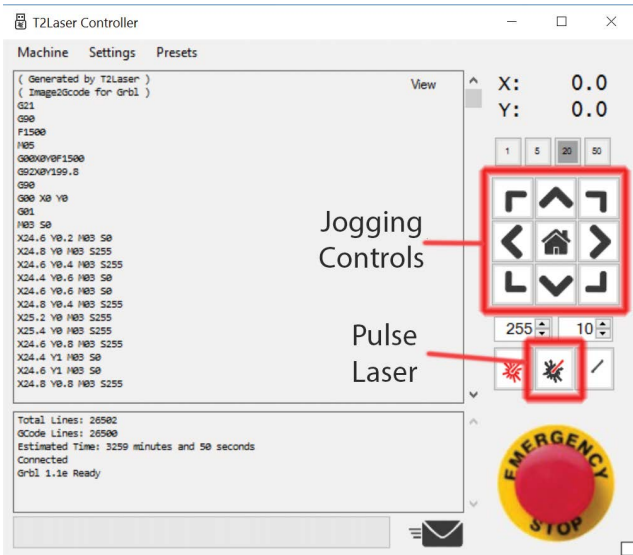 T2Laser Controller
Machine Settings Presets
( Generated by T2Laser )
( Image2Gcode for Grbl )
G21
G90
F1500
M05
G00X0Y0F1500
G92X0Y199.8
G90
G00 X0 Y0
G01
M03 S0
X24.6 Y0.2 M03 S0
X24.8 Y0 M03 S255
X24.6 Y0.4 M03 S255
X24.4 Y0.6 M03 S0
X24.6 Y0.6 M03 S0
X24.8 Y0.4 M03 S255
X25.2 Y0 M03 S255
X25.4 Y0 M03 S255
X24.6 Y0.8 M03 S255
X24.4 Y1 M03 S0
X24.6 Y1 M03 S0
X24.8 Y0.8 M03 S255
View
X: 0.0
Y: 0.0
1 5 20 50
Jogging
Controls
255 10
Pulse
Laser
Total Lines: 26502
GCode Lines: 26500
Estimated Time: 3259 minutes and 50 seconds
Connected
Grbl 1.1e Ready
EMERGENCY
STOP